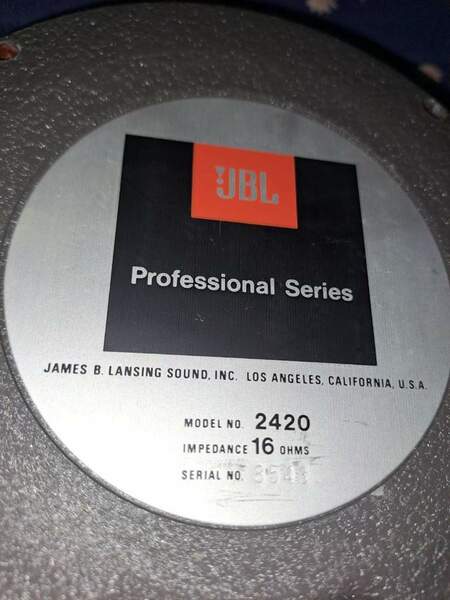 JBL
Professional Series
JAMES B. LANSING SOUND, INC. LOS ANGELES, CALIFORNIA, U.S.A.
MODEL NO. 2420
IMPEDANCE 16 OHMS
SERIAL NO.